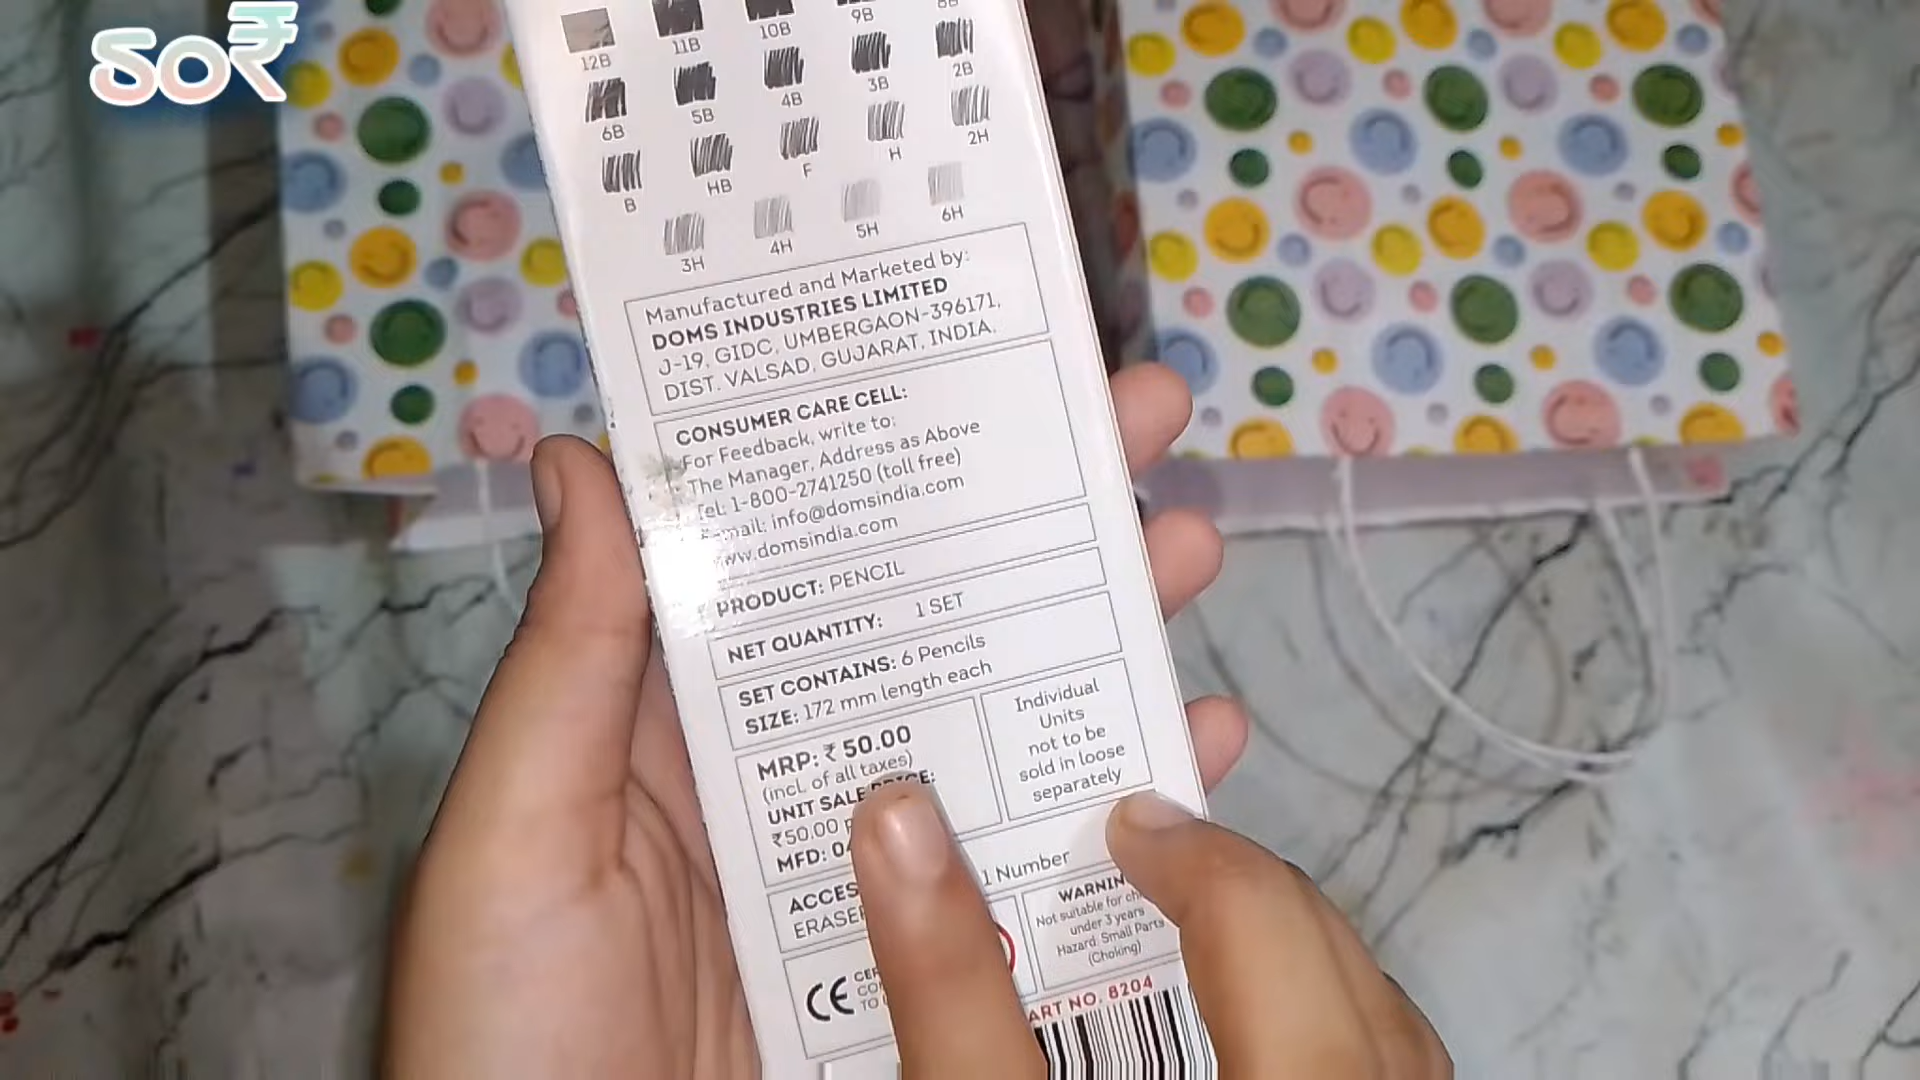 50₹
12B 11B 10B 9B 8B
6B 5B 4B 3B 2B
B HB F H 2H
3H 4H 5H 6H
Manufactured and Marketed by:
DOMS INDUSTRIES LIMITED
J-19, GIDC, UMBERGAON-396171,
DIST. VALSAD, GUJARAT, INDIA.
CONSUMER CARE CELL:
For Feedback, write to:
The Manager, Address as Above
Tel: 1-800-2741250 (toll free)
E-mail: info@domsindia.com
www.domsindia.com
PRODUCT: PENCIL
NET QUANTITY: 1 SET
SET CONTAINS: 6 Pencils
SIZE: 172 mm length each
MRP: ₹ 50.00
(incl. of all taxes)
UNIT SALE PRICE:
₹50.00
MFD:
Individual
Units
not to be
sold in loose
separately
1 Number
WARNING
Not suitable for
under 3 years
Hazard: Small Parts
(Choking)
CE
ART NO. 8204